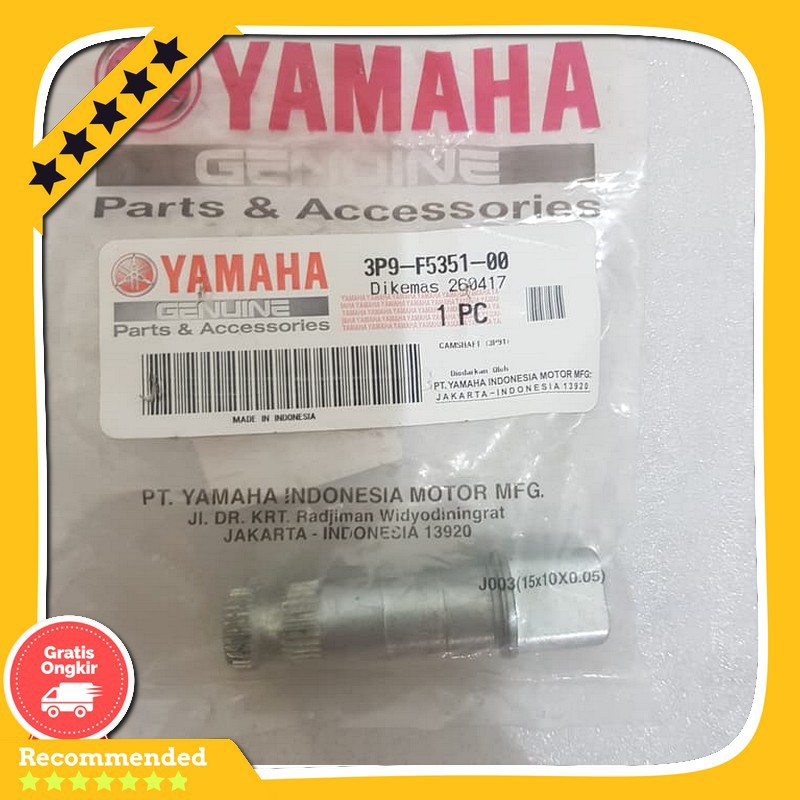 YAMAHA
GENUINE
Parts & Accessories
YAMAHA
GENUINE
Parts & Accessories
3P9-F5351-00
Dikemas 260417
1 PC
CAMSHAFT (3P91)
Diedarkan Oleh
PT. YAMAHA INDONESIA MOTOR MFG:
JAKARTA-INDONESIA 13920
MADE IN INDONESIA
PT. YAMAHA INDONESIA MOTOR MFG.
Jl. DR. KRT. Radjiman Widyodiningrat
JAKARTA - INDONESIA 13920
J003(15x10X0.05)
Gratis
Ongkir
Recommended